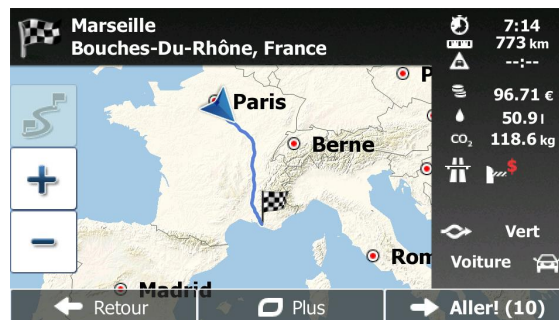 Marseille
Bouches-Du-Rhône, France
7:14
773 km
--:--
96.71 €
50.9 l
CO₂ 118.6 kg
$
Vert
Voiture
P
Paris
Berne
Rom
Madrid
Retour
Plus
Aller! (10)